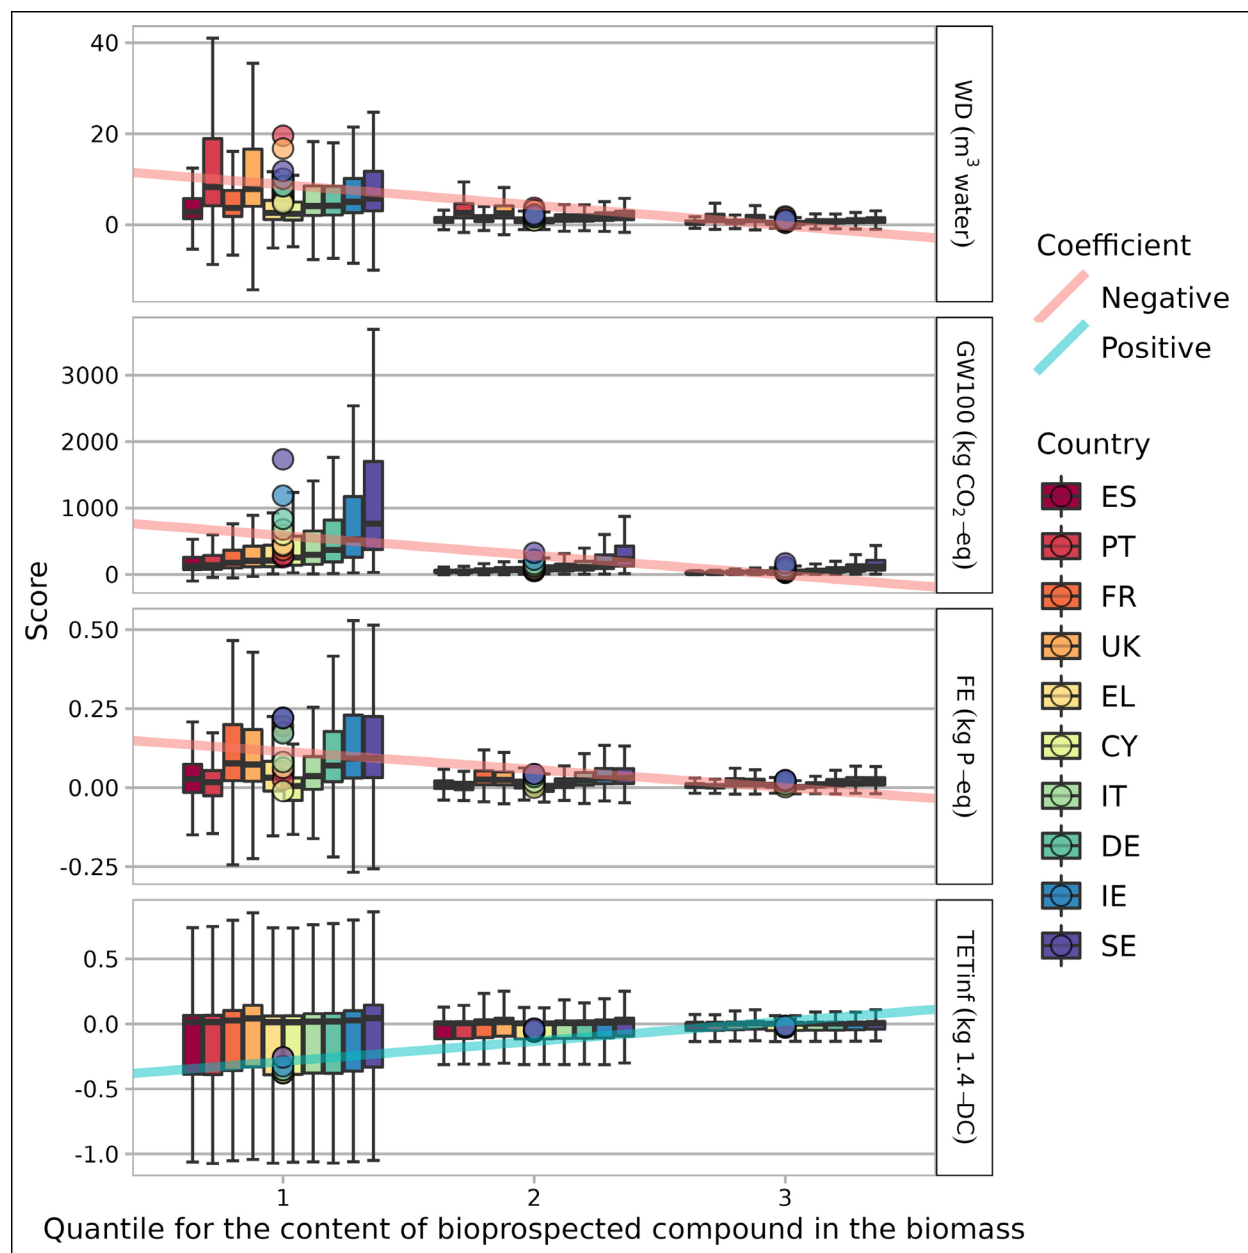 40
20
0
WD (m³ water)
3000
2000
1000
0
GW100 (kg CO₂−eq)
0.50
0.25
0.00
-0.25
FE (kg P−eq)
0.5
0.0
-0.5
-1.0
TETinf (kg 1.4−DC)
Score
1 2 3
Quantile for the content of bioprospected compound in the biomass
Coefficient
Negative
Positive
Country
ES
PT
FR
UK
EL
CY
IT
DE
IE
SE